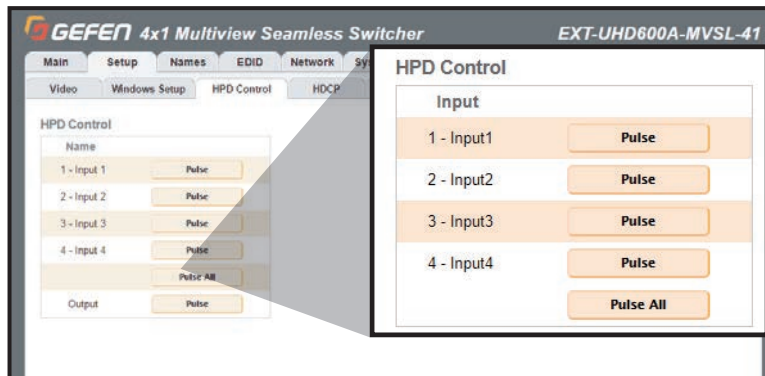 GEFEN 4x1 Multiview Seamless Switcher EXT-UHD600A-MVSL-41
Main Setup Names EDID Network
Video Windows Setup HPD Control HDCP
HPD Control
Name
1 - Input 1 Pulse
2 - Input 2 Pulse
3 - Input 3 Pulse
4 - Input 4 Pulse
Pulse All
Output Pulse
HPD Control
Input
1 - Input1 Pulse
2 - Input2 Pulse
3 - Input3 Pulse
4 - Input4 Pulse
Pulse All